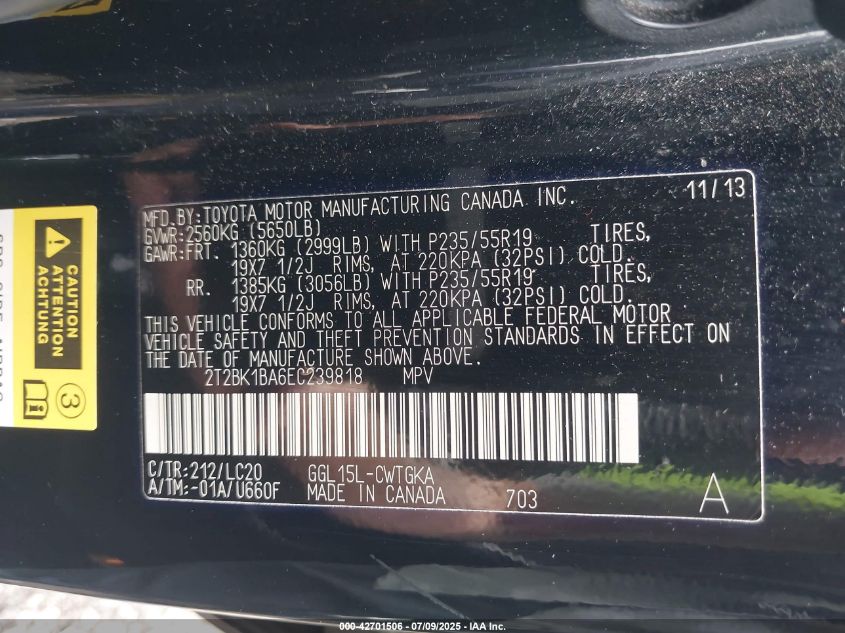 MFD.BY:TOYOTA MOTOR MANUFACTURING CANADA INC. 11/13
GVWR:2560KG (5650LB)
GAWR:FRT. 1360KG (2999LB) WITH P235/55R19 TIRES,
19X7 1/2J RIMS, AT 220KPA (32PSI) COLD.
RR. 1385KG (3056LB) WITH P235/55R19 TIRES,
19X7 1/2J RIMS, AT 220KPA (32PSI) COLD.
THIS VEHICLE CONFORMS TO ALL APPLICABLE FEDERAL MOTOR
VEHICLE SAFETY AND THEFT PREVENTION STANDARDS IN EFFECT ON
THE DATE OF MANUFACTURE SHOWN ABOVE.
2T2BK1BA6EC239818 MPV
C/TR:212/LC20 GGL15L-CWTGKA
A/TM:-01A/U660F MADE IN CANADA 703 A
CAUTION
ATTENTION
ACHTUNG
3
000-42701506 / 07/09/2025 - IAA Inc.